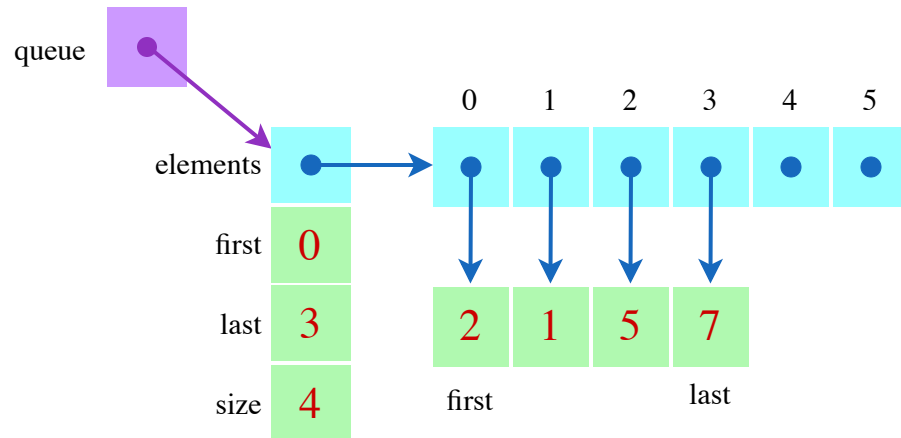 queue
0 1 2 3 4 5
elements
first 0
last 3 2 1 5 7
size 4 first last